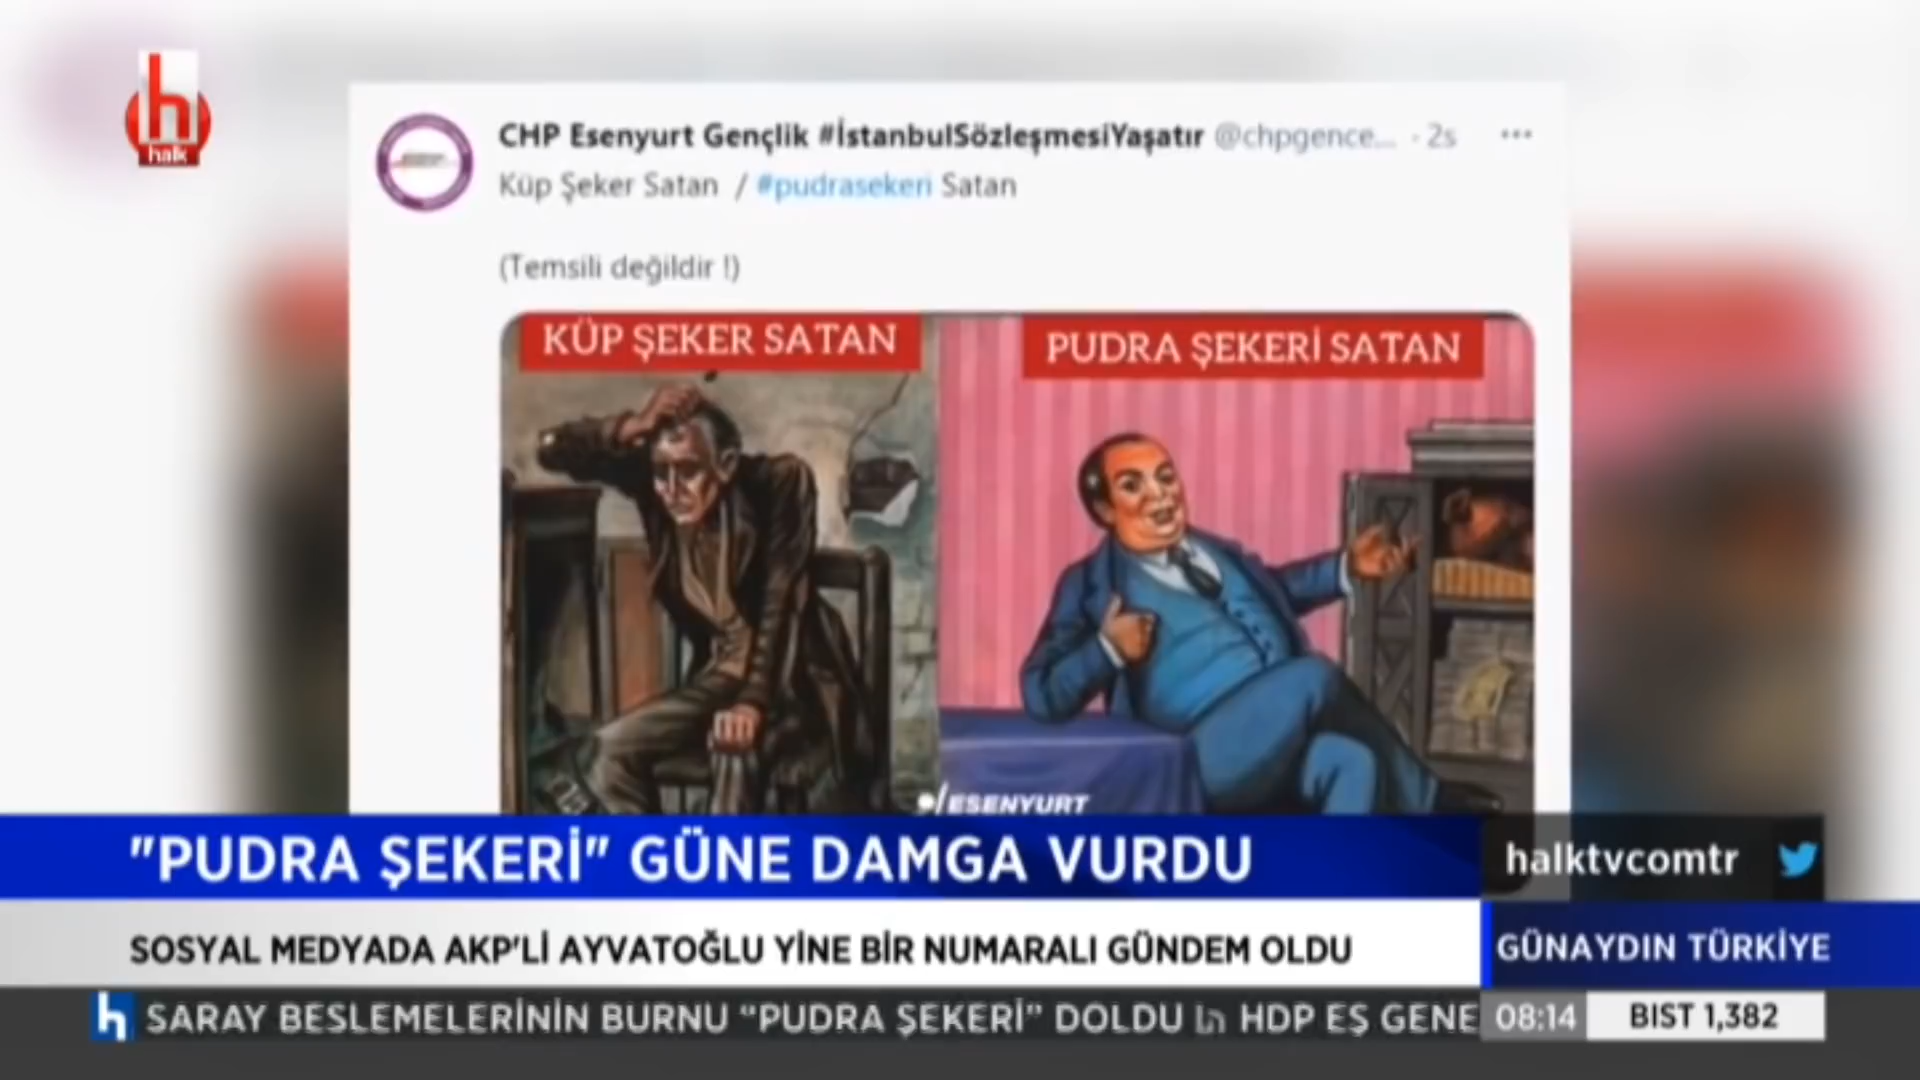 h
halk
CHP Esenyurt Gençlik #İstanbulSözleşmesiYaşatır @chpgence... · 2s
Küp Şeker Satan / #pudrasekeri Satan
(Temsili değildir !)
KÜP ŞEKER SATAN
PUDRA ŞEKERİ SATAN
ESENYURT
"PUDRA ŞEKERİ" GÜNE DAMGA VURDU
halktvcomtr
SOSYAL MEDYADA AKP'Lİ AYVATOĞLU YİNE BİR NUMARALI GÜNDEM OLDU
GÜNAYDIN TÜRKİYE
h SARAY BESLEMELERİNİN BURNU "PUDRA ŞEKERİ" DOLDU h HDP EŞ GENE
08:14
BIST 1,382